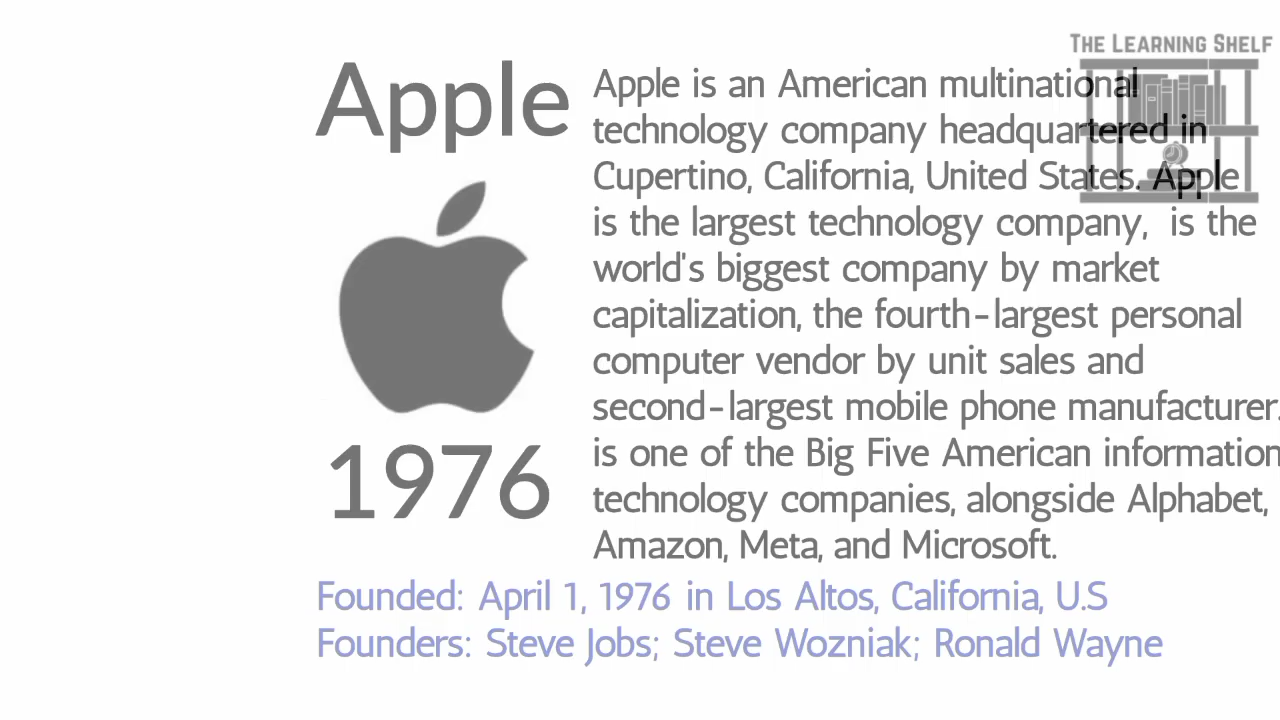 The Learning Shelf
Apple
Apple is an American multinational
technology company headquartered in
Cupertino, California, United States. Apple
is the largest technology company,  is the
world's biggest company by market
capitalization, the fourth-largest personal
computer vendor by unit sales and
second-largest mobile phone manufacturer.
is one of the Big Five American information
technology companies, alongside Alphabet,
Amazon, Meta, and Microsoft.
1976
Founded: April 1, 1976 in Los Altos, California, U.S
Founders: Steve Jobs; Steve Wozniak; Ronald Wayne